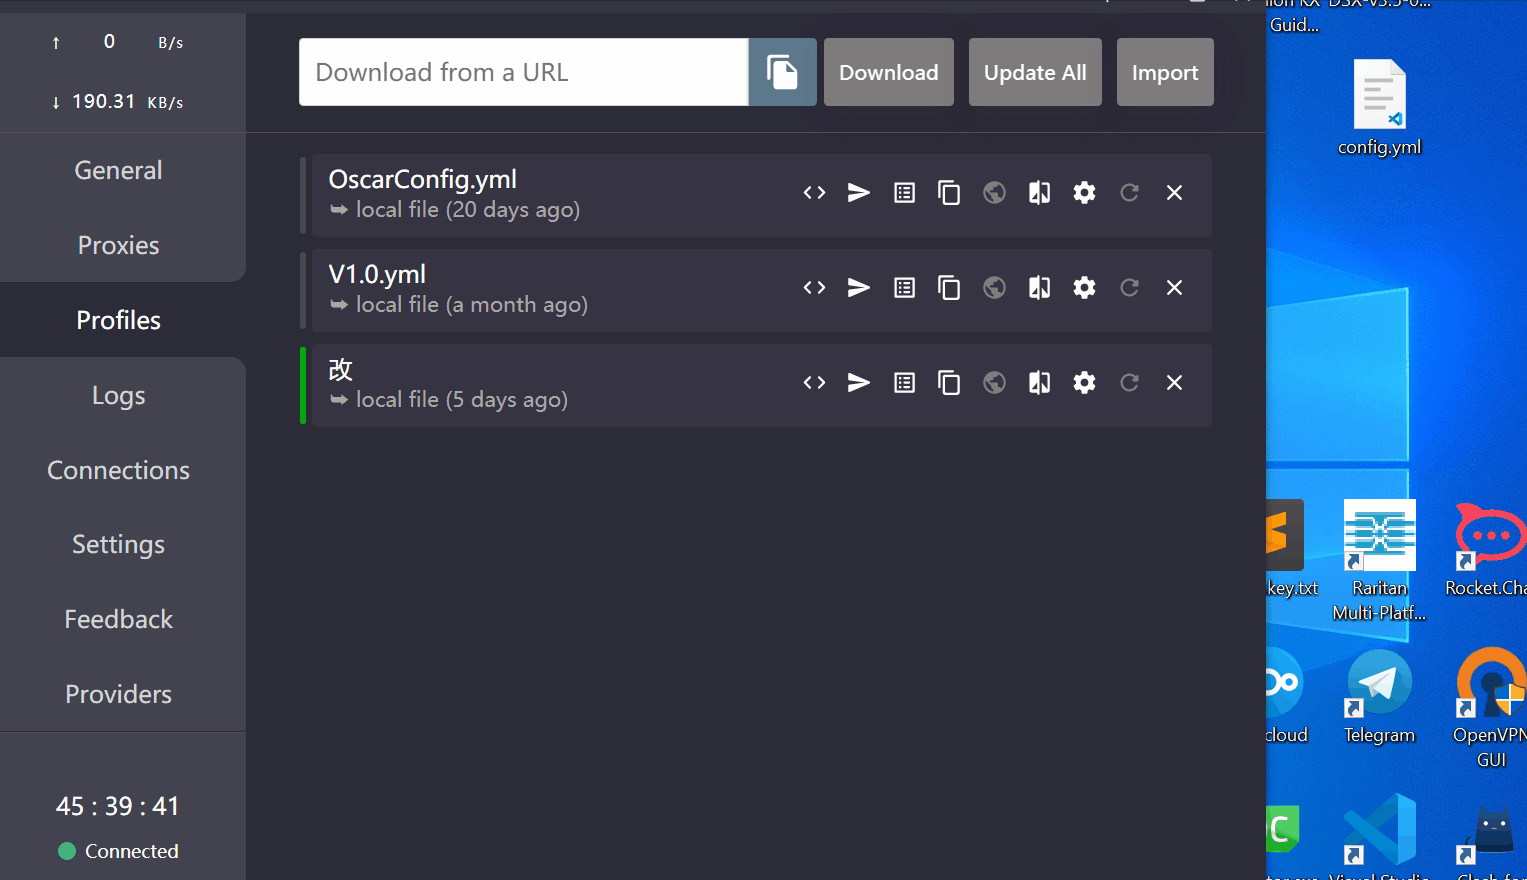 ↑ 0 B/s
↓ 190.31 KB/s
General
Proxies
Profiles
Logs
Connections
Settings
Feedback
Providers
45 : 39 : 41
Connected
Download from a URL
Download
Update All
Import
OscarConfig.yml
local file (20 days ago)
V1.0.yml
local file (a month ago)
改
local file (5 days ago)
Guid...
config.yml
key.txt
Raritan
Multi-Platf...
Rocket.Cha
cloud
Telegram
OpenVPN
GUI
C
Visual Studio